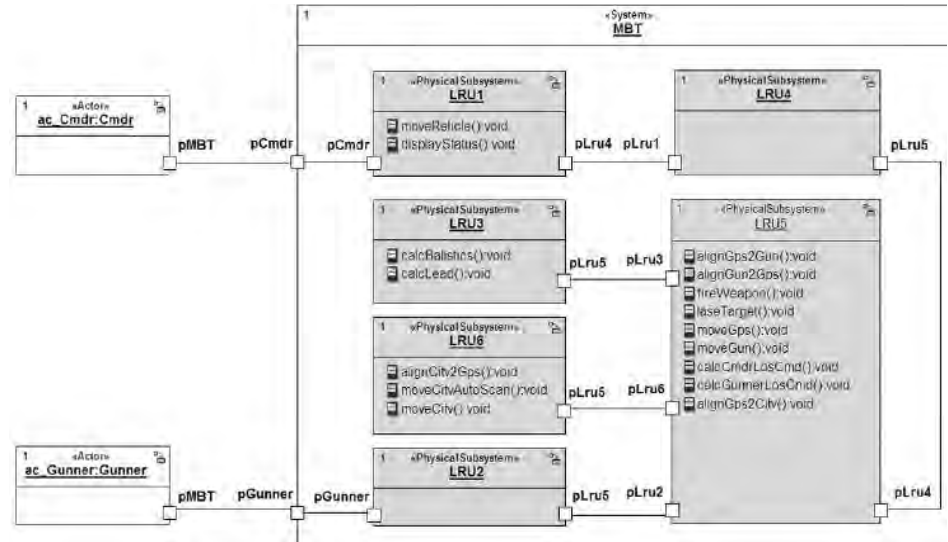 1 «System»
MBT
1 «Actor»
ac_Cmdr:Cmdr
pMBT
pCmdr
pCmdr
1 «PhysicalSubsystem»
LRU1
moveReticle():void
displayStatus():void
pLru4
pLru1
1 «PhysicalSubsystem»
LRU4
pLru5
1 «PhysicalSubsystem»
LRU3
calcBalistics():void
calcLead():void
pLru5
pLru3
1 «PhysicalSubsystem»
LRU5
alignGps2Gun():void
alignGun2Gps():void
fireWeapon():void
laseTarget():void
moveGps():void
moveGun():void
calcCmdrLosCmd():void
calcGunnerLosCmd():void
alignGps2Citv():void
1 «PhysicalSubsystem»
LRU6
alignCitv2Gps():void
moveCitvAutoScan():void
moveCitv():void
pLru5
pLru6
1 «Actor»
ac_Gunner:Gunner
pMBT
pGunner
pGunner
1 «PhysicalSubsystem»
LRU2
pLru5
pLru2
pLru4